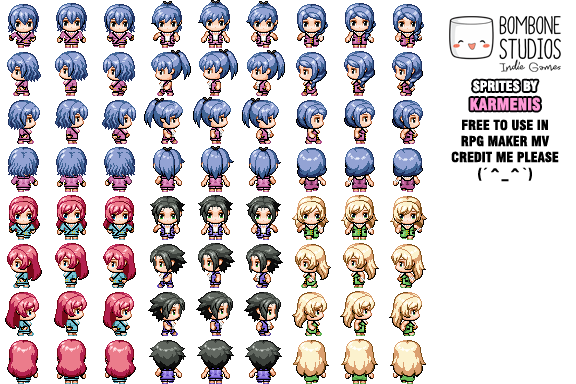 BOMBONE
STUDIOS
Indie Games
SPRITES BY
KARMENIS
FREE TO USE IN
RPG MAKER MV
CREDIT ME PLEASE
(´^_^`)